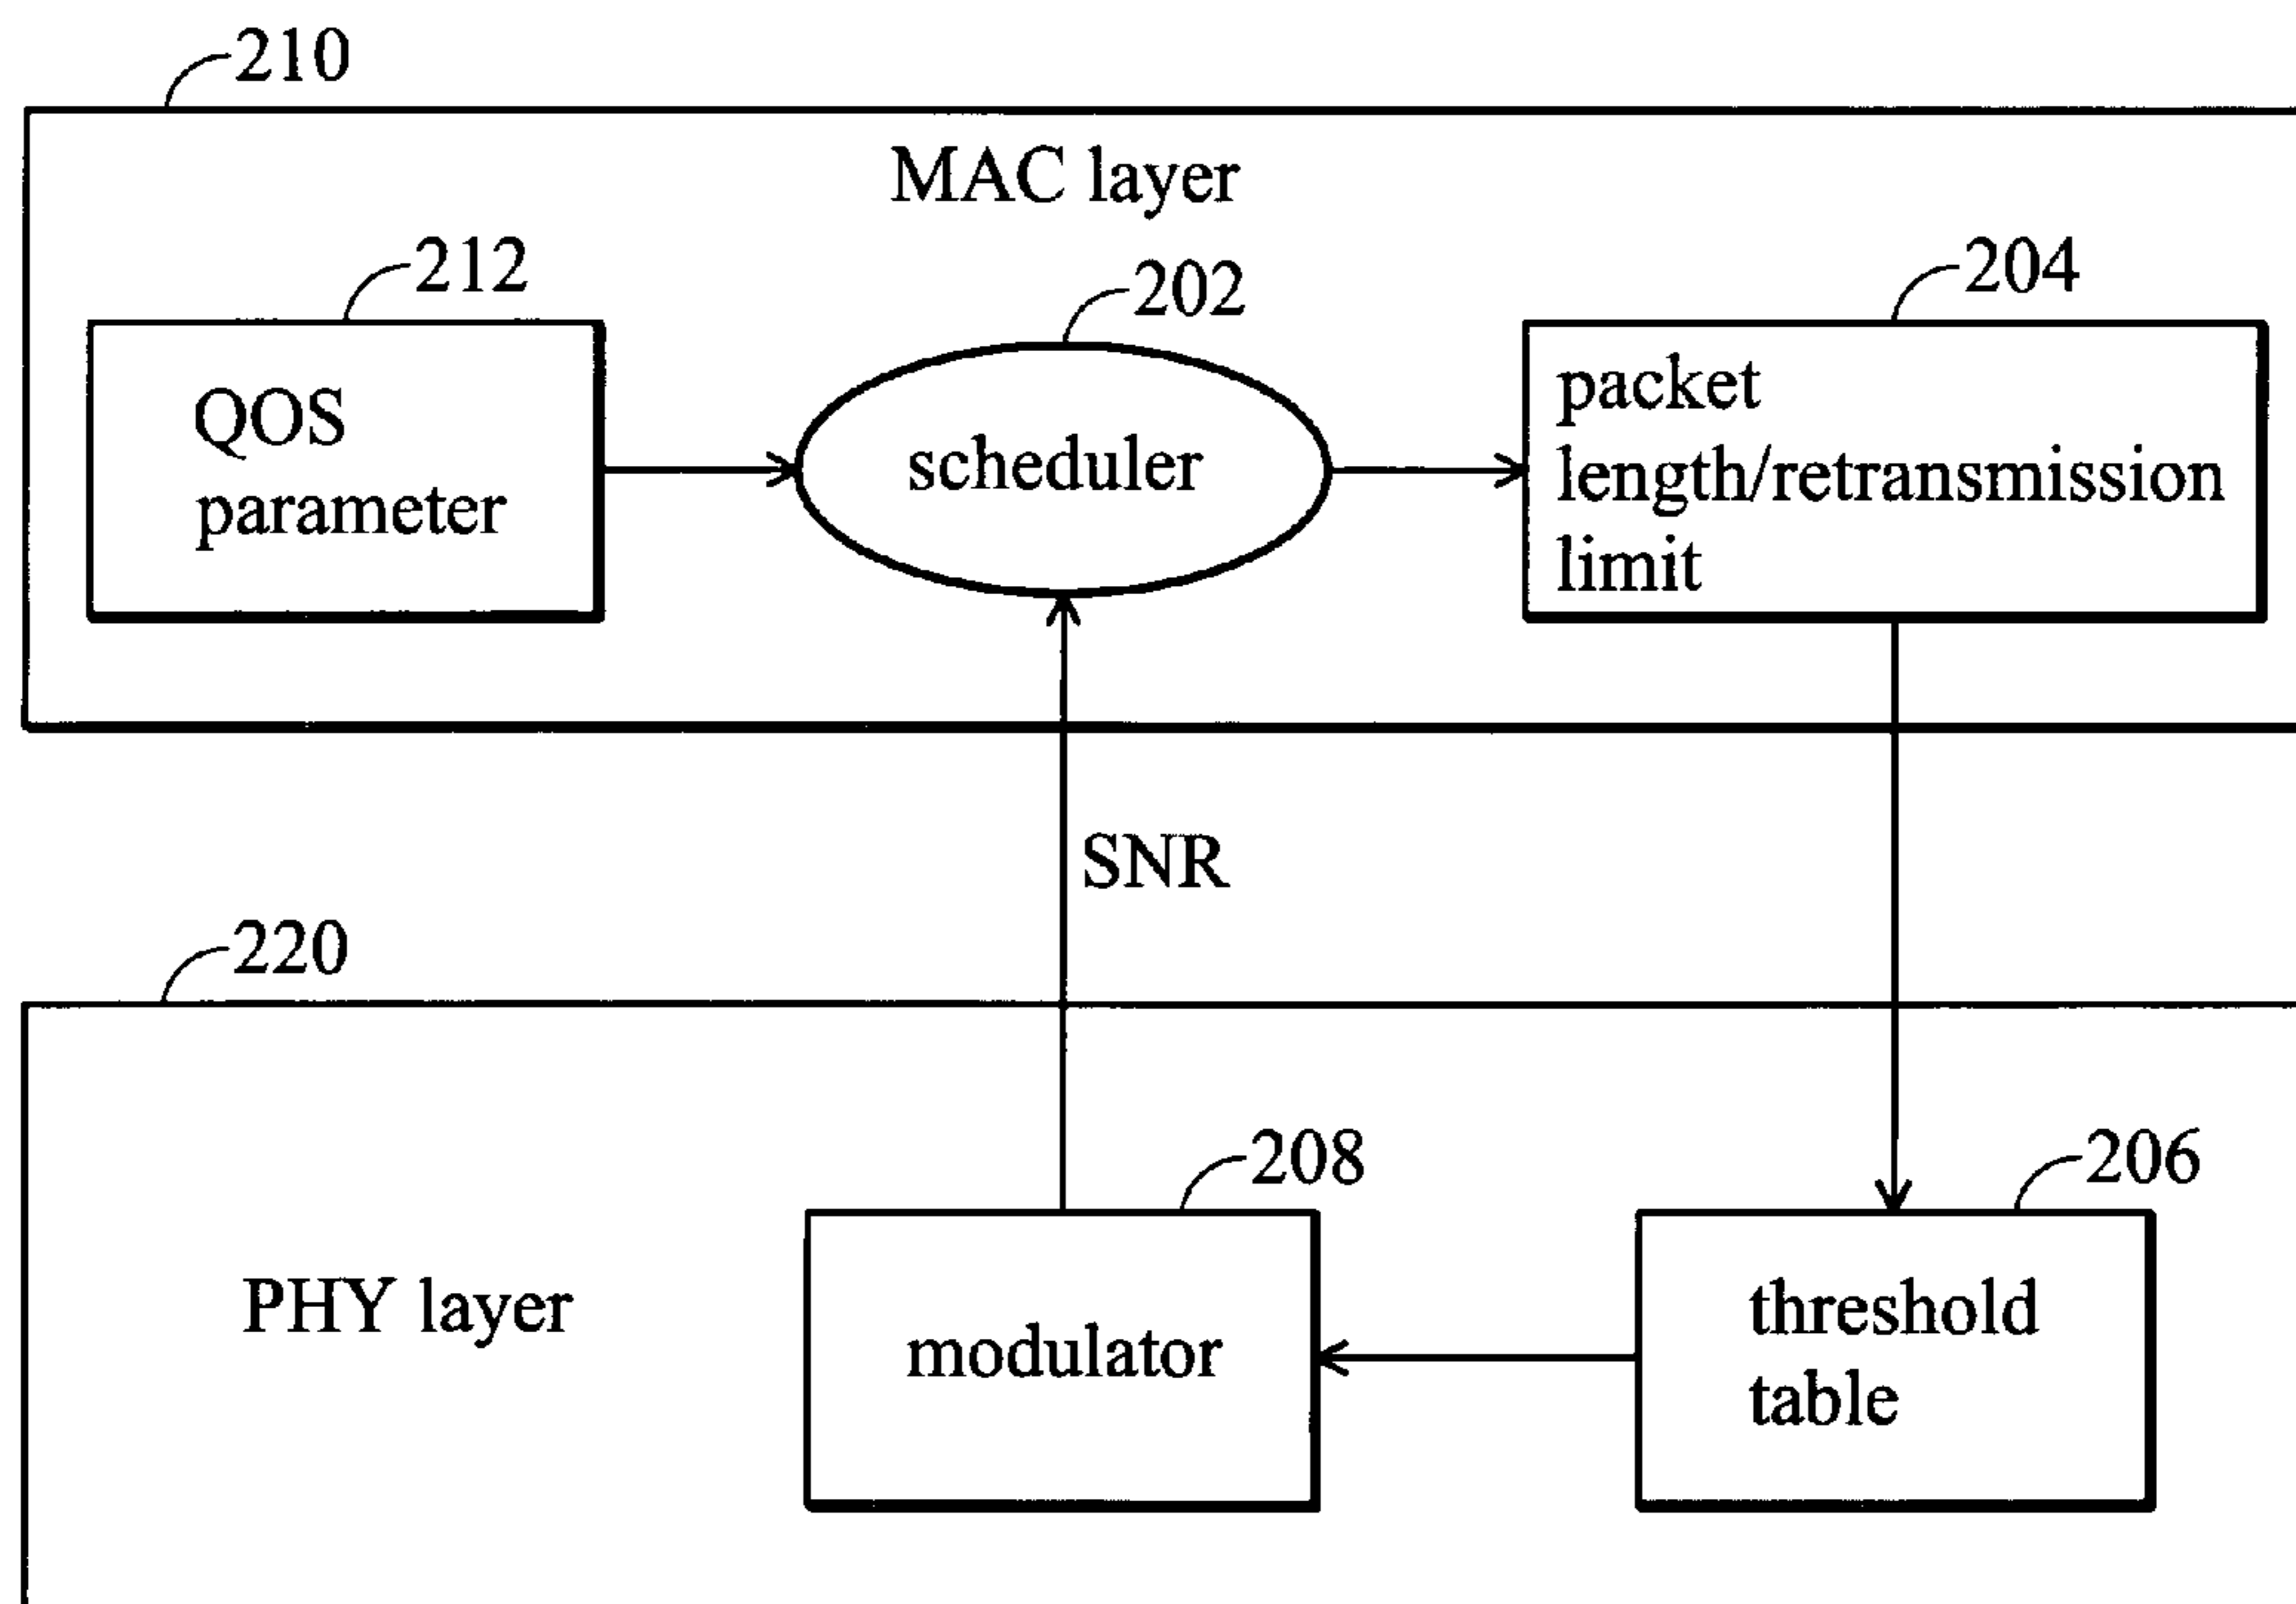 210
MAC layer
212
202
204
QOS
parameter
scheduler
packet
length/retransmission
limit
SNR
220
208
206
PHY layer
modulator
threshold
table